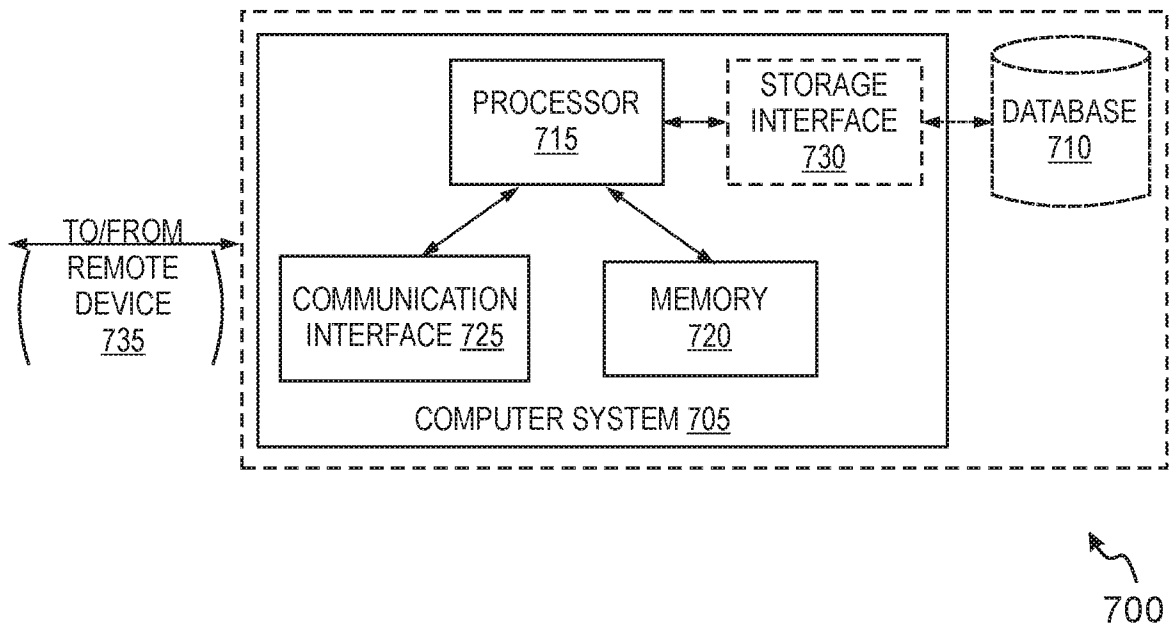 PROCESSOR
715
STORAGE
INTERFACE
730
DATABASE
710
TO/FROM
REMOTE
DEVICE
735
COMMUNICATION
INTERFACE 725
MEMORY
720
COMPUTER SYSTEM 705
700